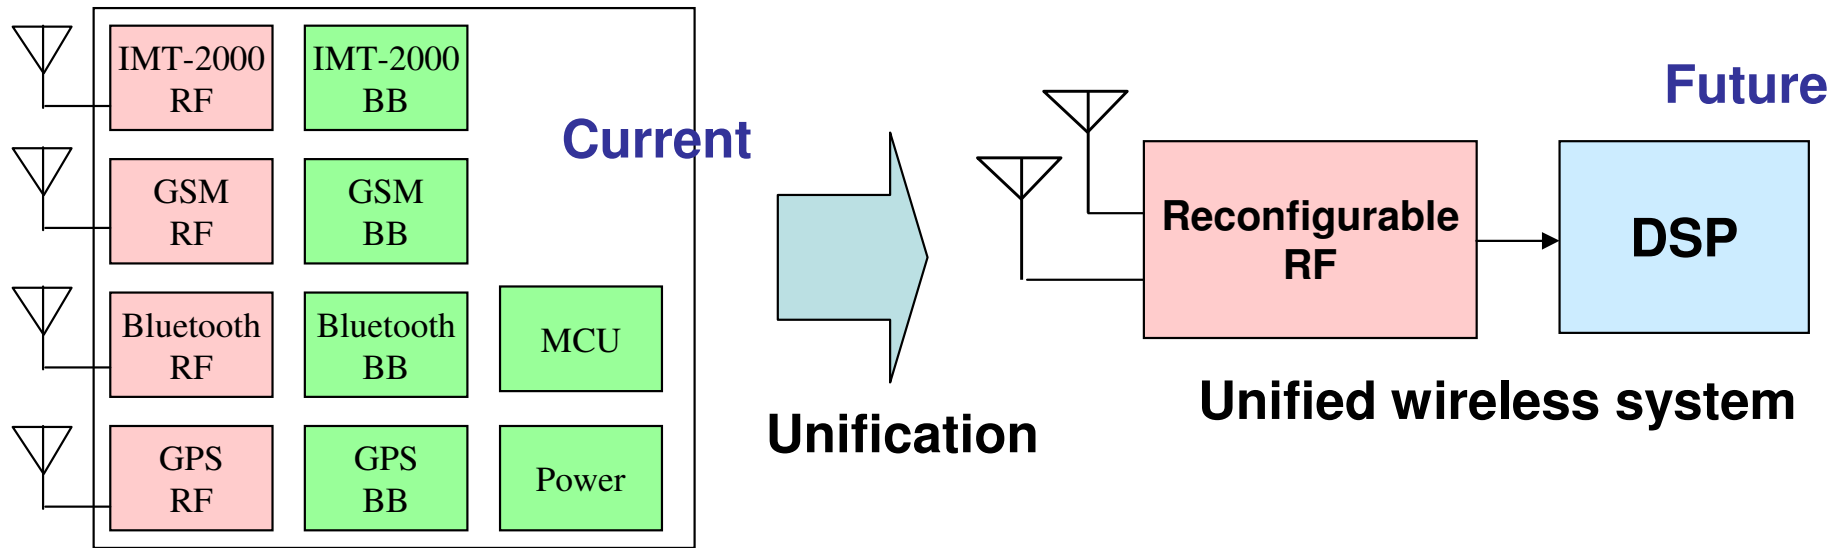 IMT-2000
RF
IMT-2000
BB
Current
GSM
RF
GSM
BB
Bluetooth
RF
Bluetooth
BB
MCU
GPS
RF
GPS
BB
Power
Unification
Future
Reconfigurable
RF
DSP
Unified wireless system